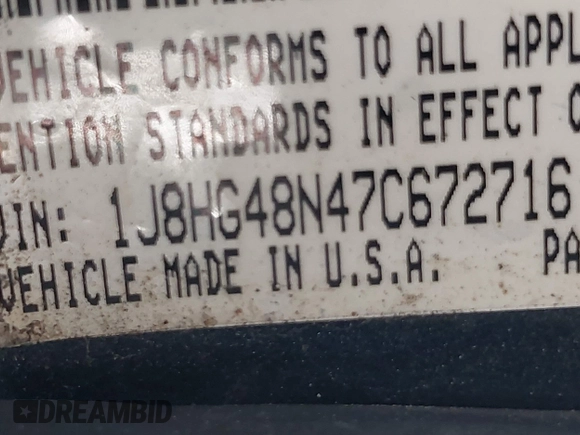 VEHICLE CONFORMS TO ALL APPL
ENTION STANDARDS IN EFFECT O
VIN: 1J8HG48N47C672716
VEHICLE MADE IN U.S.A. PA
DREAMBID